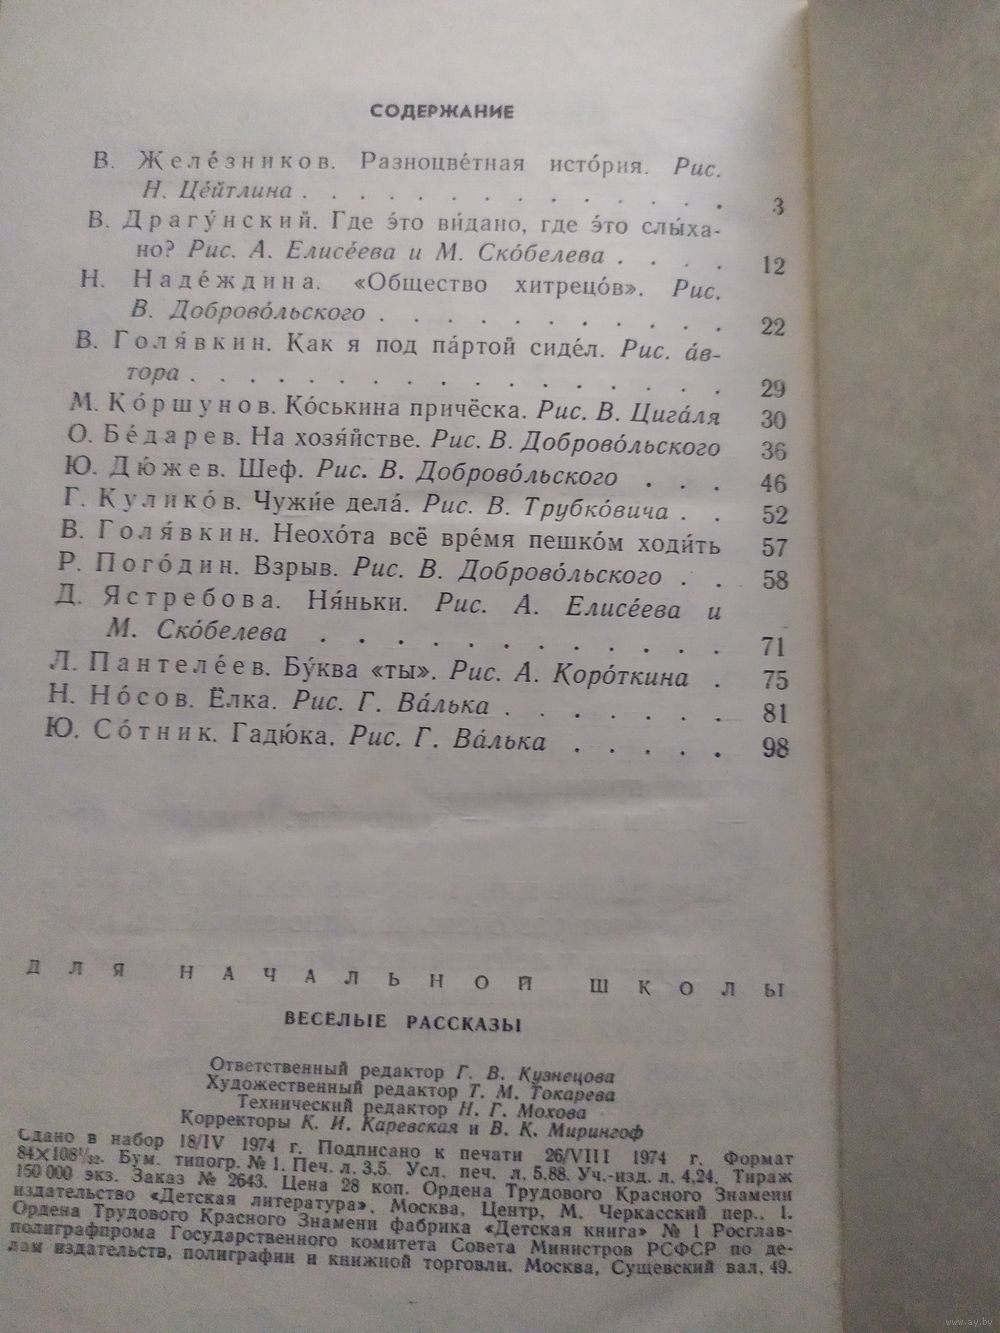 СОДЕРЖАНИЕ
В. Желе́зников. Разноцве́тная исто́рия. Рис.
Н. Це́йтлина . . . . . . . . . . . . . . 3
В. Драгу́нский. Где э́то ви́дано, где э́то слы́ха-
но? Рис. А. Елисе́ева и М. Ско́белева . . . . 12
Н. Наде́ждина. «Общество хитрецо́в». Рис.
В. Доброво́льского . . . . . . . . . . 22
В. Голя́вкин. Как я под па́ртой сиде́л. Рис. а́в-
тора . . . . . . . . . . . . . . . . . . . 29
М. Ко́ршунов. Ко́ськина причёска. Рис. В. Цига́ля 30
О. Бе́дарев. На хозя́йстве. Рис. В. Доброво́льского 36
Ю. Дю́жев. Шеф. Рис. В. Доброво́льского . . . 46
Г. Кулико́в. Чужи́е дела́. Рис. В. Трубко́вича . . 52
В. Голя́вкин. Неохо́та всё вре́мя пешко́м ходи́ть 57
Р. Пого́дин. Взрыв. Рис. В. Доброво́льского . . 58
Д. Ястребова. Ня́ньки. Рис. А. Елисе́ева и
М. Ско́белева . . . . . . . . . . . 71
Л. Пантеле́ев. Бу́ква «ты». Рис. А. Коро́ткина . 75
Н. Но́сов. Ёлка. Рис. Г. Ва́лька . . . . . . 81
Ю. Со́тник. Гадю́ка. Рис. Г. Ва́лька . . . . . 98
ДЛЯ НАЧАЛЬНОЙ ШКОЛЫ
ВЕСЕЛЫЕ РАССКАЗЫ
Ответственный редактор Г. В. Кузнецова
Художественный редактор Т. М. Токарева
Технический редактор Н. Г. Мохова
Корректоры К. И. Каревская и В. К. Мирингоф
Сдано в набор 18/IV 1974 г. Подписано к печати 26/VIII 1974 г. Формат
84×108¹/₃₂. Бум. типогр. № 1. Печ. л. 3,5. Усл. печ. л. 5.88. Уч.-изд. л. 4,24. Тираж
150 000 экз. Заказ № 2643. Цена 28 коп. Ордена Трудового Красного Знамени
издательство «Детская литература». Москва, Центр, М. Черкасский пер., 1.
Ордена Трудового Красного Знамени фабрика «Детская книга» № 1 Росглав-
полиграфпрома Государственного комитета Совета Министров РСФСР по де-
лам издательств, полиграфии и книжной торговли. Москва, Сущевский вал, 49.
www.ay.by